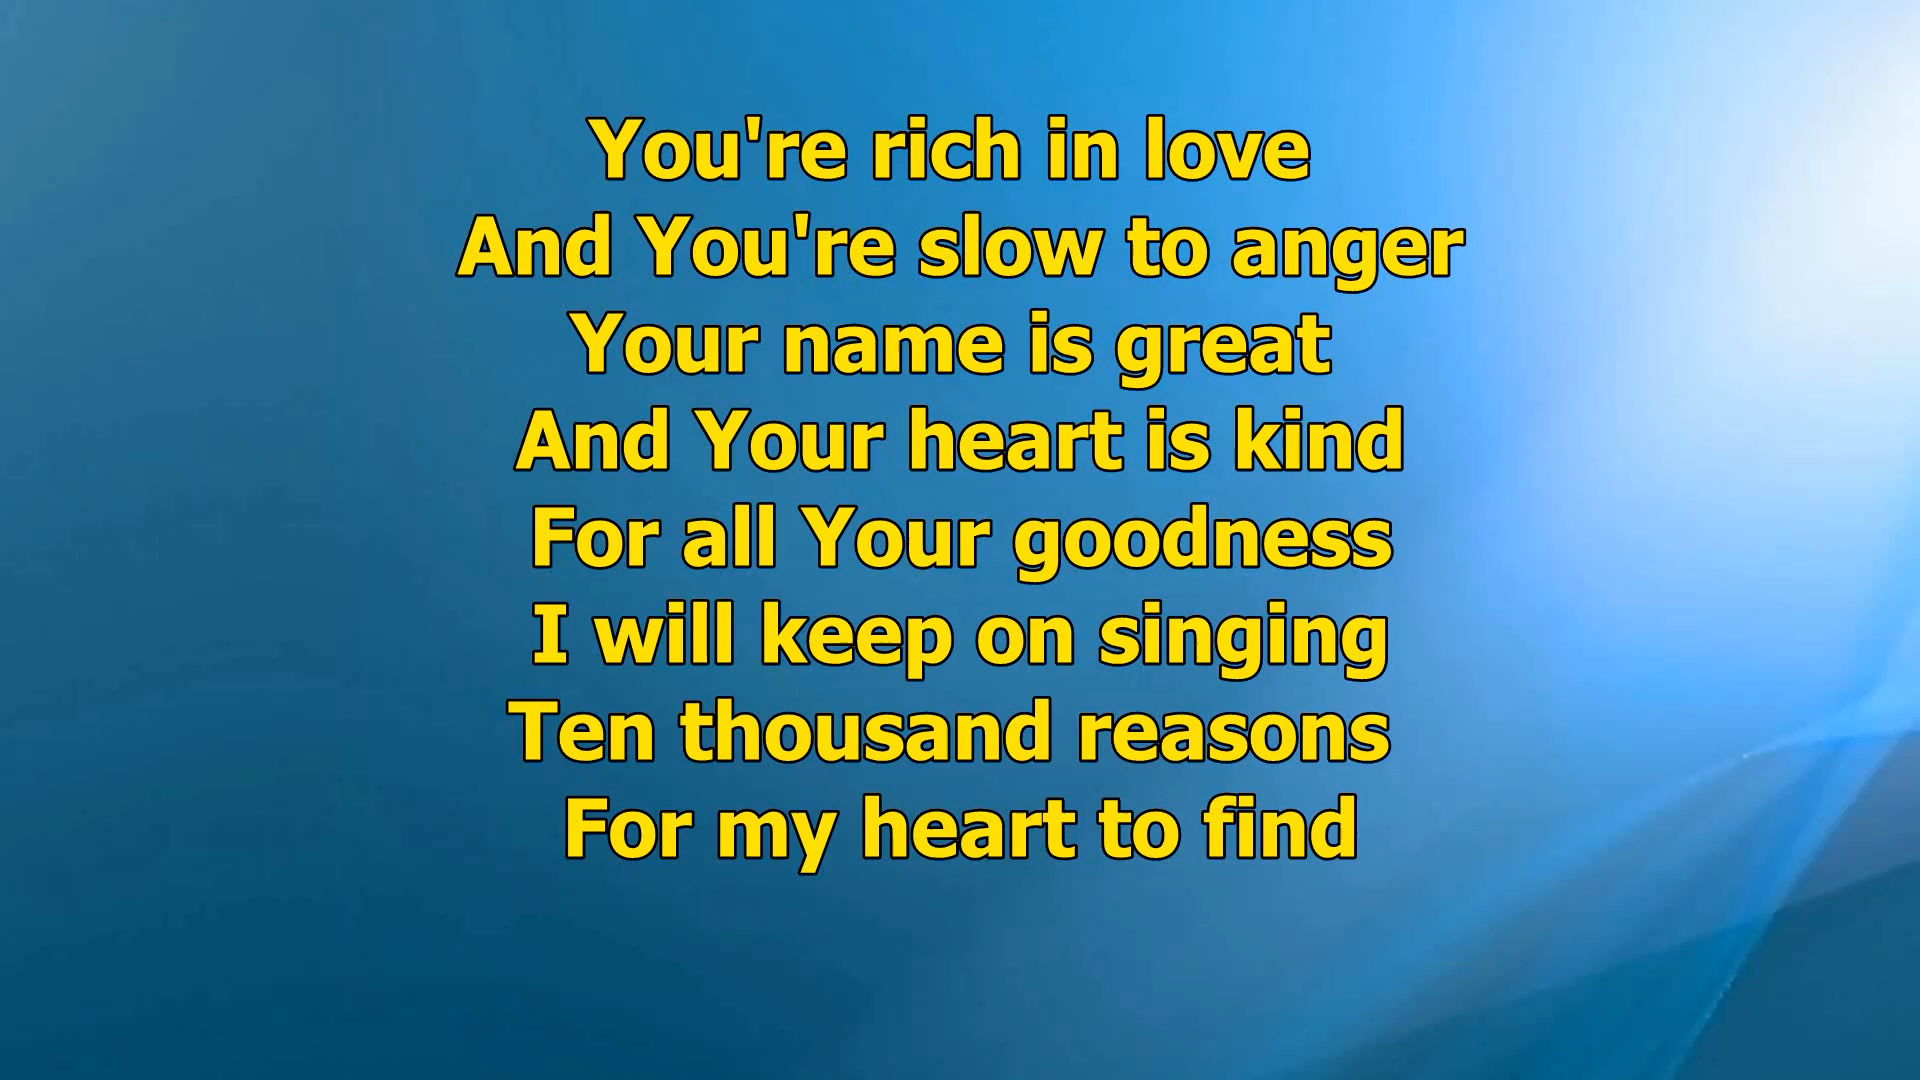 You're rich in love
And You're slow to anger
Your name is great
And Your heart is kind
For all Your goodness
I will keep on singing
Ten thousand reasons
For my heart to find